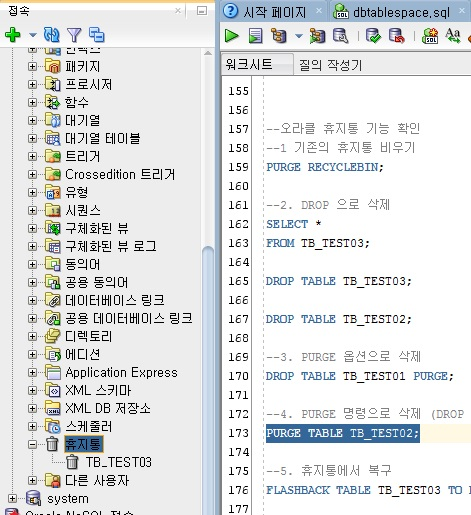 접속
인덱스
패키지
프로시저
함수
대기열
대기열 테이블
트리거
Crossedition 트리거
유형
시퀀스
구체화된 뷰
구체화된 뷰 로그
동의어
공용 동의어
데이터베이스 링크
공용 데이터베이스 링크
디렉토리
에디션
Application Express
XML 스키마
XML DB 저장소
스케줄러
휴지통
TB_TEST03
다른 사용자
system
Oracle NoSQL 접속
시작 페이지
dbtablespace.sql
워크시트 질의 작성기
155
156
157 --오라클 휴지통 기능 확인
158 --1 기존의 휴지통 비우기
159 PURGE RECYCLEBIN;
160
161 --2. DROP 으로 삭제
162 SELECT *
163 FROM TB_TEST03;
164
165 DROP TABLE TB_TEST03;
166
167 DROP TABLE TB_TEST02;
168
169 --3. PURGE 옵션으로 삭제
170 DROP TABLE TB_TEST01 PURGE;
171
172 --4. PURGE 명령으로 삭제 (DROP
173 PURGE TABLE TB_TEST02;
174
175 --5. 휴지통에서 복구
176 FLASHBACK TABLE TB_TEST03 TO
177